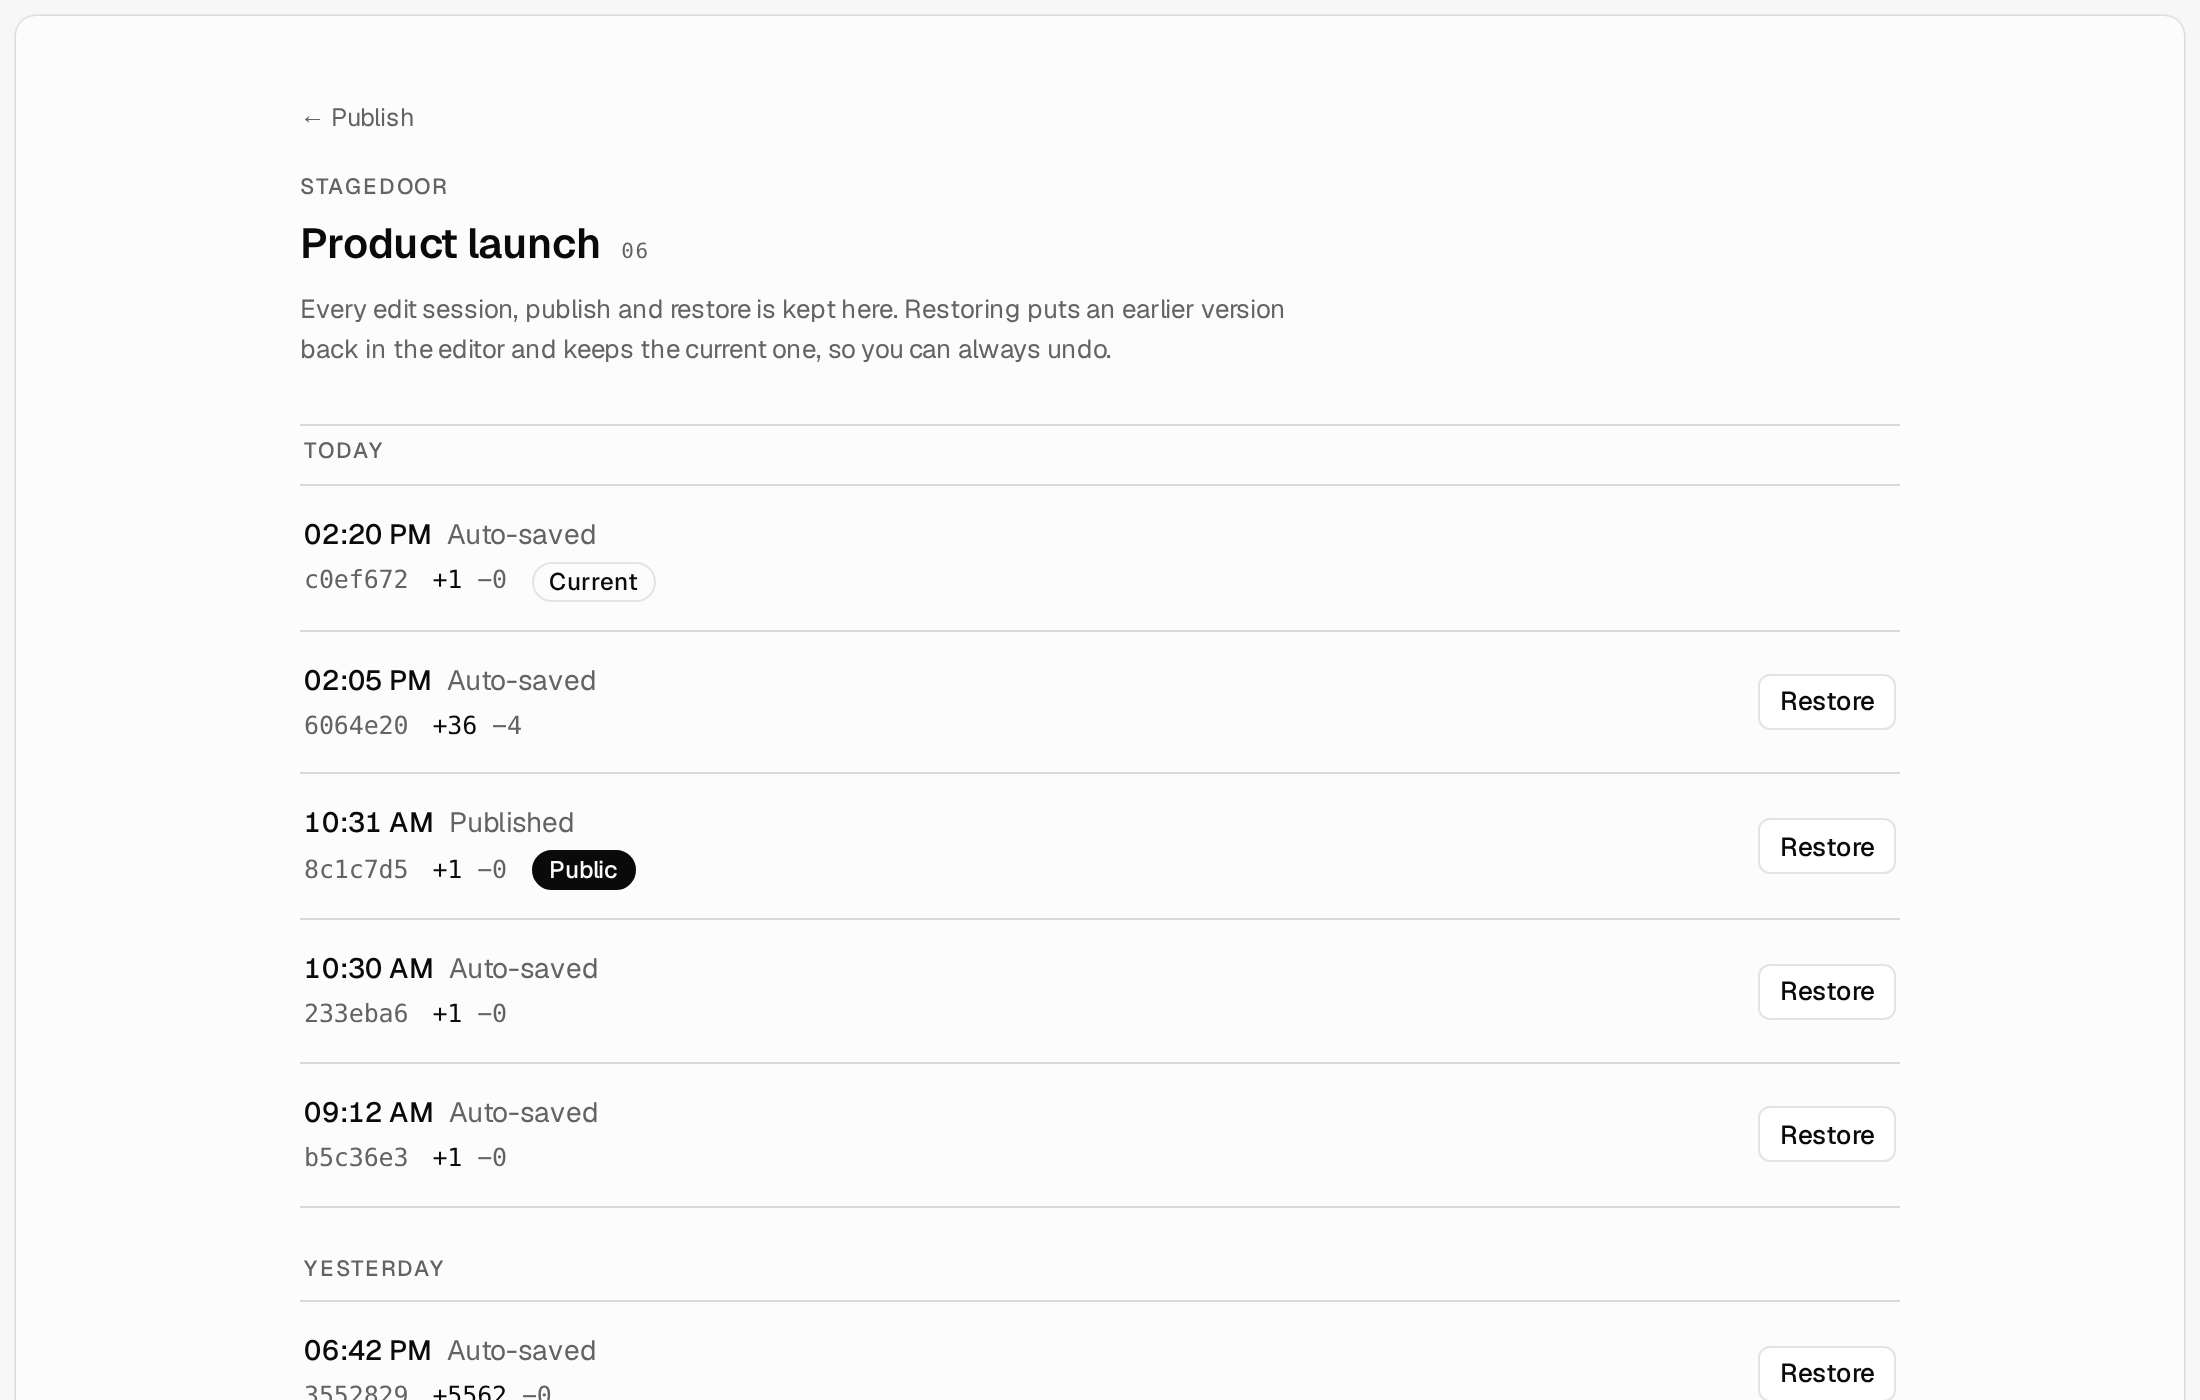 ← Publish
STAGEDOOR
Product launch 06
Every edit session, publish and restore is kept here. Restoring puts an earlier version
back in the editor and keeps the current one, so you can always undo.
TODAY
02:20 PM Auto-saved
c0ef672 +1 −0 Current
02:05 PM Auto-saved
Restore
6064e20 +36 −4
10:31 AM Published
Restore
8c1c7d5 +1 −0 Public
10:30 AM Auto-saved
Restore
233eba6 +1 −0
09:12 AM Auto-saved
Restore
b5c36e3 +1 −0
YESTERDAY
06:42 PM Auto-saved
Restore
3552829 +5562 −0